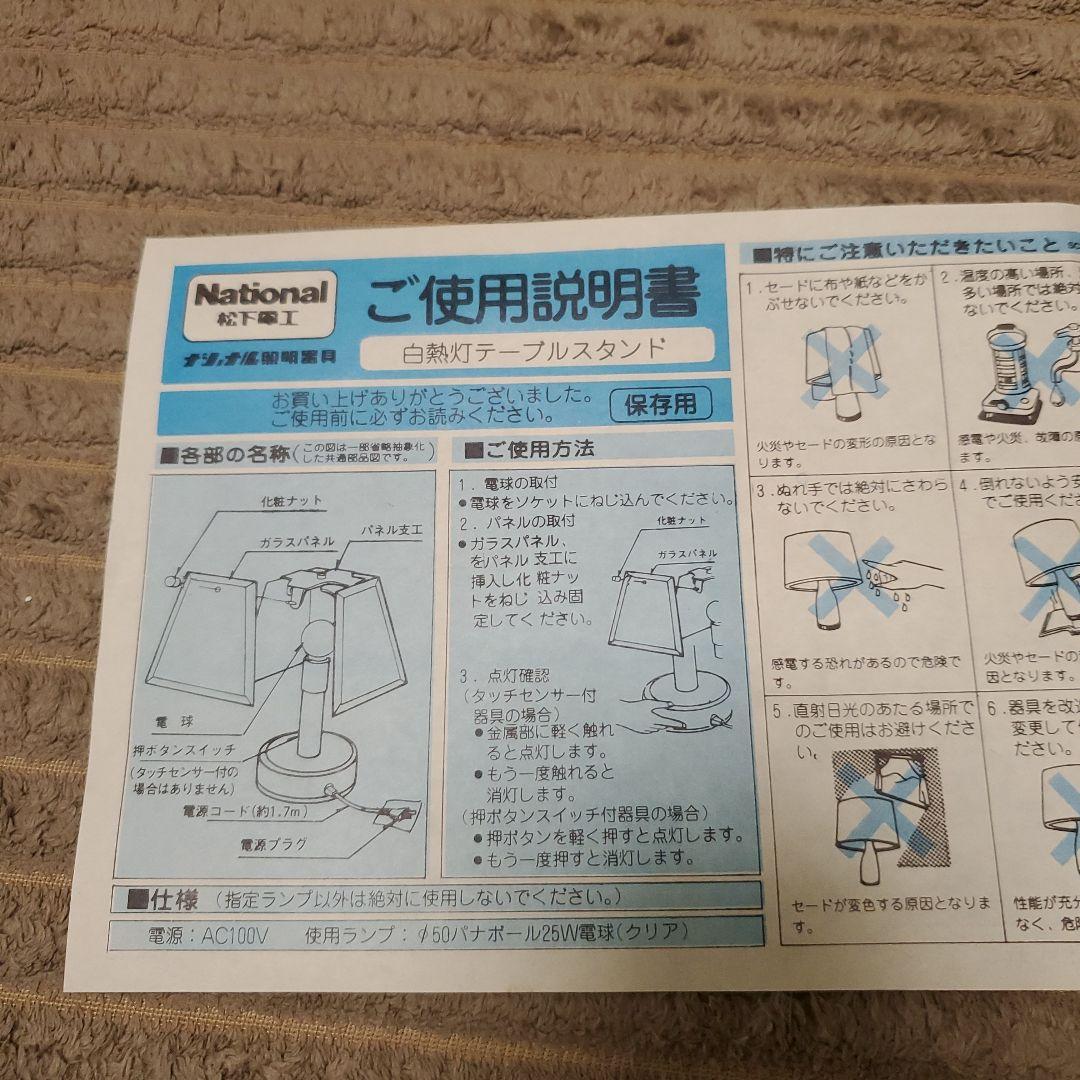 National
松下電工
ナショナル照明器具
ご使用説明書
白熱灯テーブルスタンド
お買い上げありがとうございました。
ご使用前に必ずお読みください。
保存用
■各部の名称(この図は一部省略抽象化
した共通部品図です。)
化粧ナット
ガラスパネル
パネル支工
電 球
押ボタンスイッチ
(タッチセンサー付の
場合はありません)
電源コード(約1.7m)
電源プラグ
■ご使用方法
1. 電球の取付
●電球をソケットにねじ込んでください。
2. パネルの取付
●ガラスパネル、
をパネル 支工に
挿入し化 粧ナッ
トをねじ 込み固
定してく ださい。
化粧ナット
ガラスパネル
3. 点灯確認
(タッチセンサー付
器具の場合)
●金属部に軽く触れ
ると点灯します。
●もう一度触れると
消灯します。
(押ボタンスイッチ付器具の場合)
●押ボタンを軽く押すと点灯します。
●もう一度押すと消灯します。
■仕様 (指定ランプ以外は絶対に使用しないでください。)
電源:AC100V 使用ランプ:φ50パナボール25W電球(クリア)
■特にご注意いただきたいこと
1.セードに布や紙などをか
ぶせないでください。
火災やセードの変形の原因とな
ります。
2.温度の高い場所、
多い場所では絶対
ないでください。
感電や火災、故障の
ます。
3.ぬれ手では絶対にさわら
ないでください。
感電する恐れがあるので危険で
す。
4.倒れないよう安
でご使用くださ
火災やセードの
因となります。
5.直射日光のあたる場所で
のご使用はお避けくださ
い。
セードが変色する原因となりま
す。
6.器具を改造
変更して
ださい。
性能が充分
なく、危険